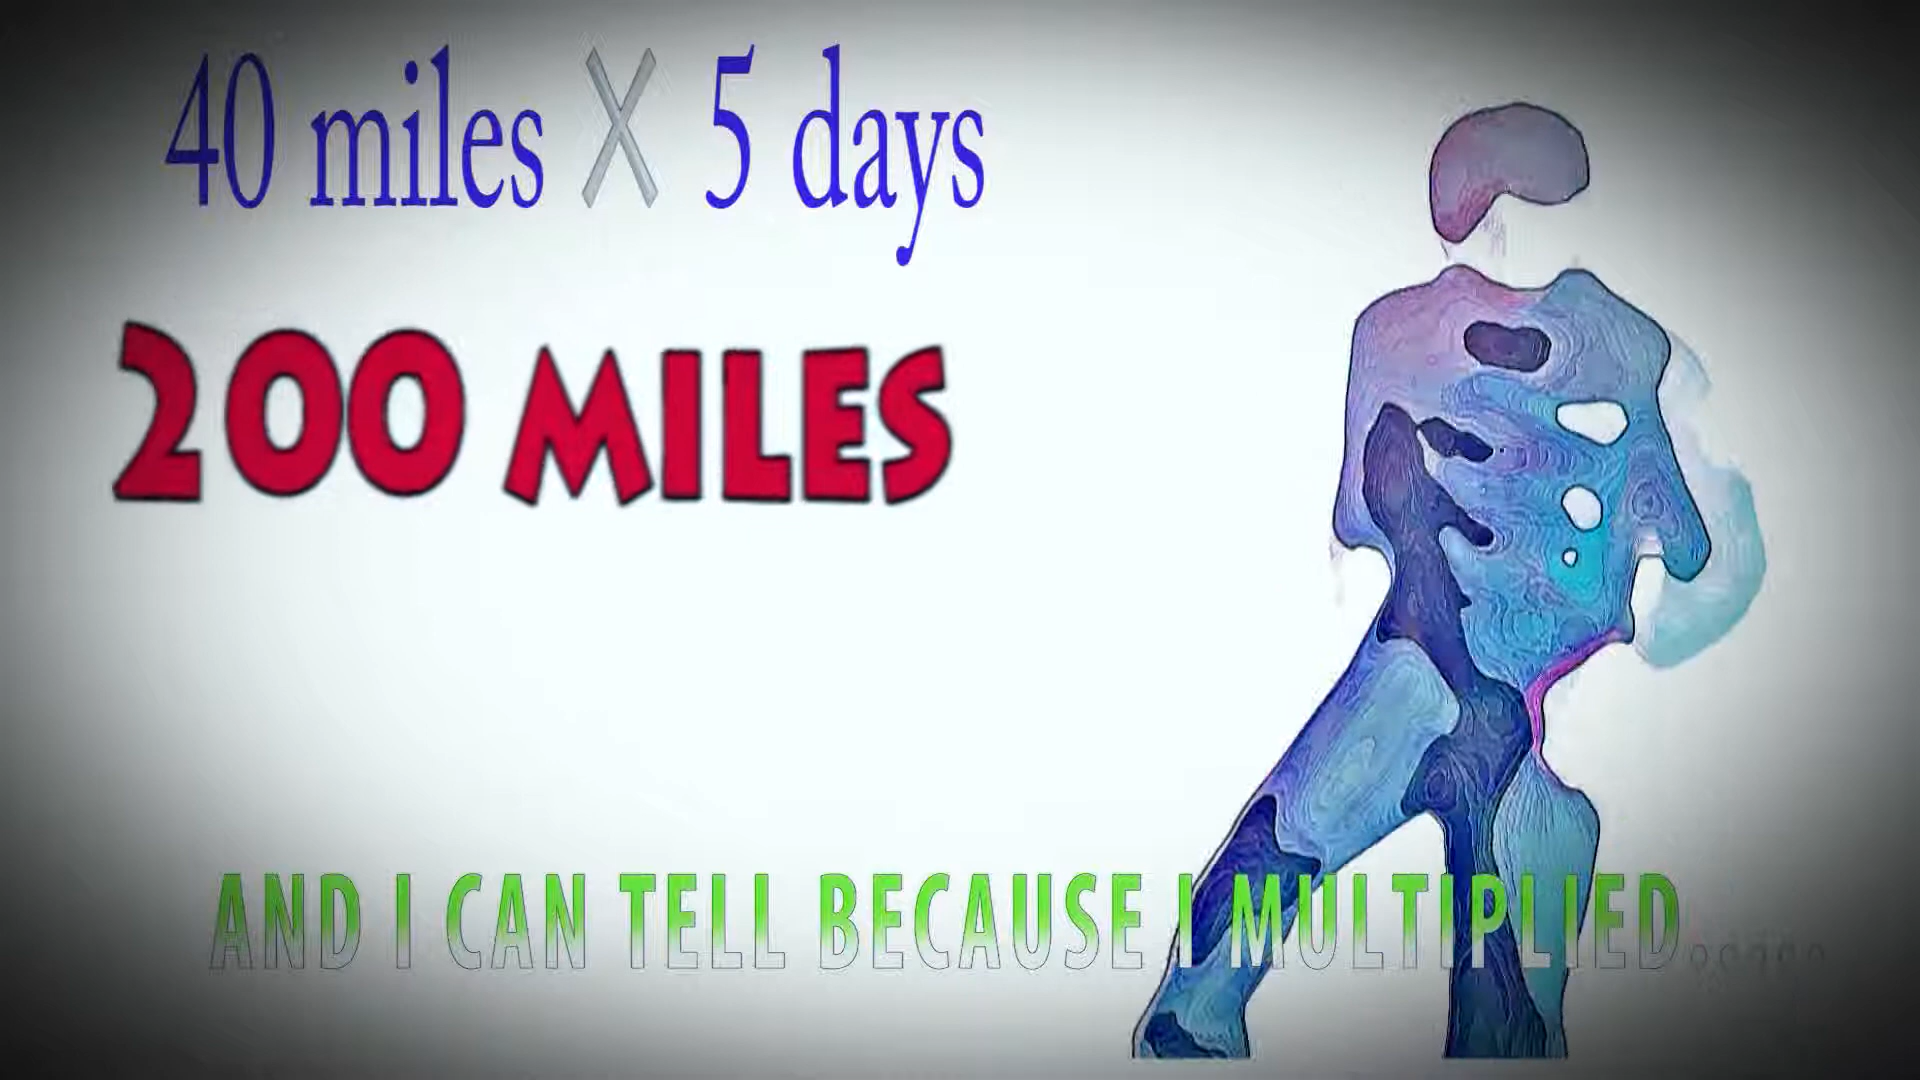 40 miles X 5 days
200 MILES
AND I CAN TELL BECAUSE I MULTIPLIED......